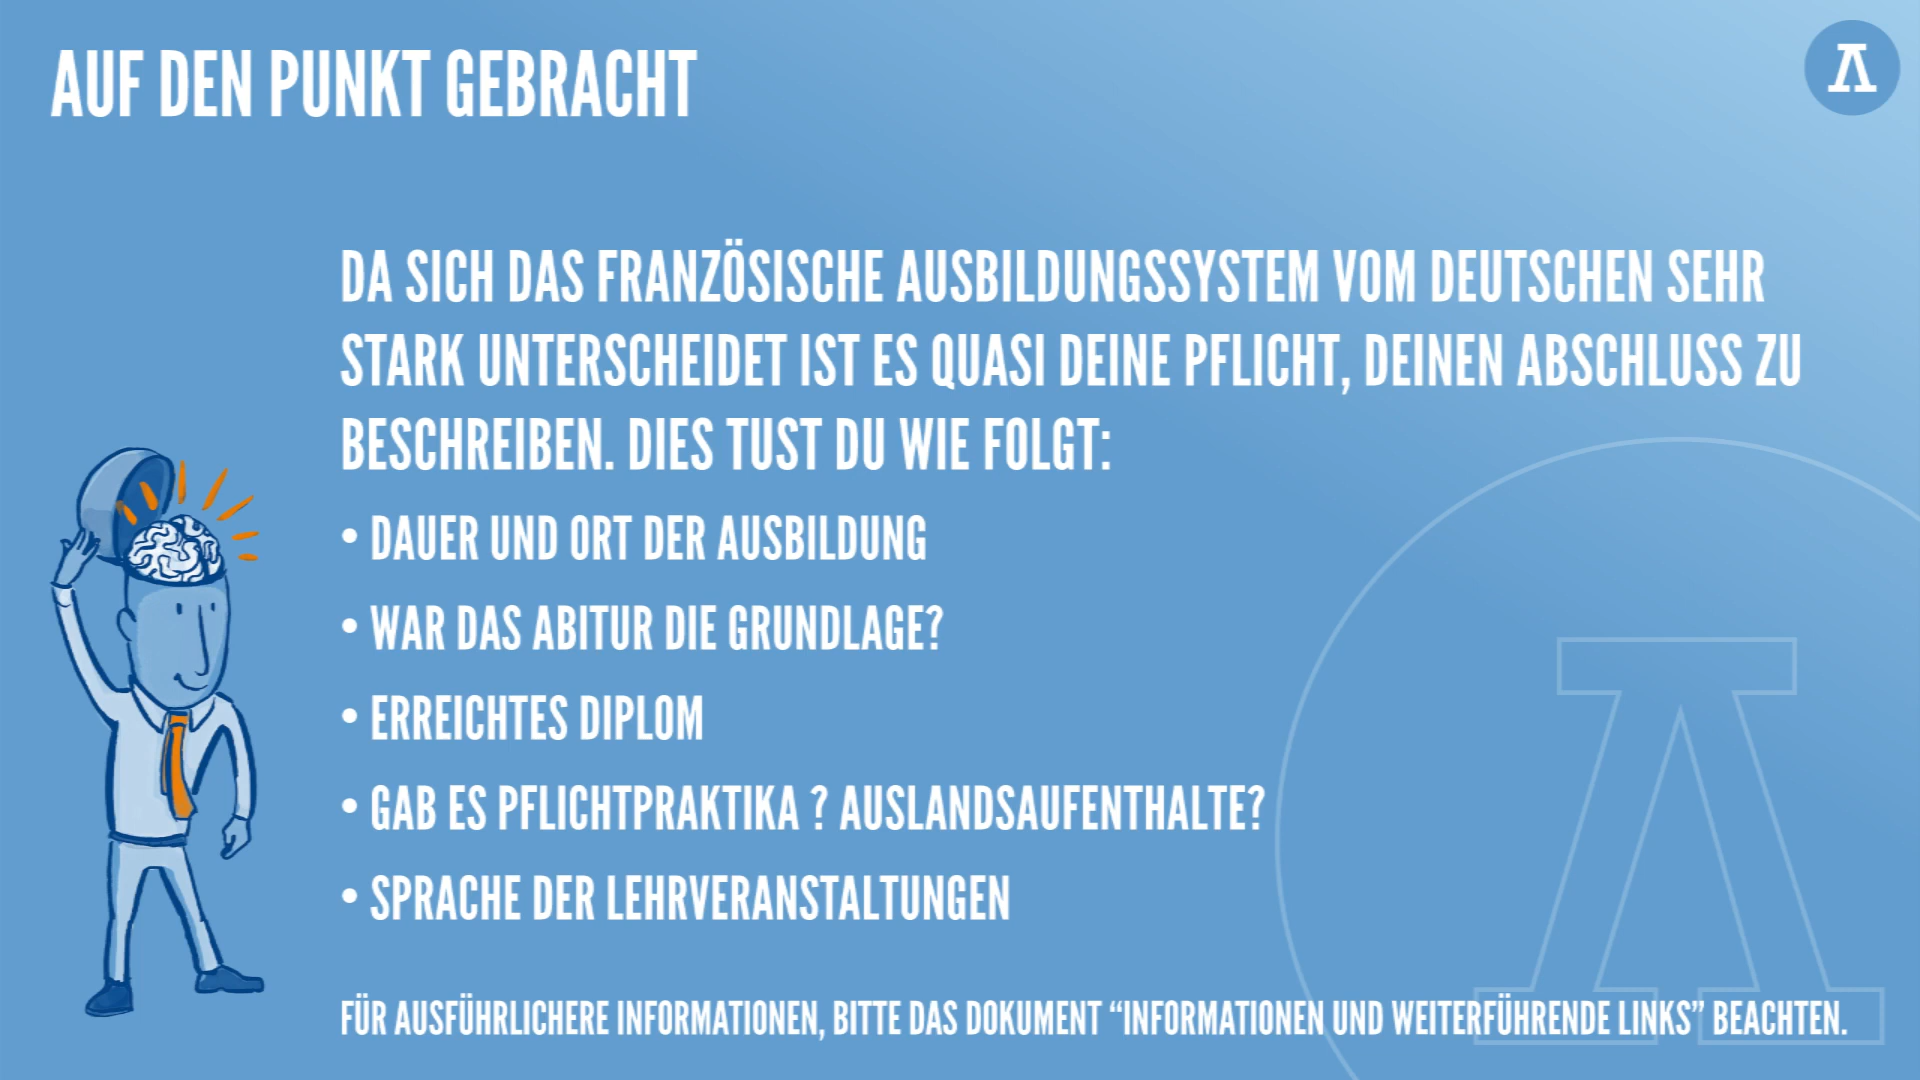 AUF DEN PUNKT GEBRACHT
DA SICH DAS FRANZÖSISCHE AUSBILDUNGSSYSTEM VOM DEUTSCHEN SEHR
STARK UNTERSCHEIDET IST ES QUASI DEINE PFLICHT, DEINEN ABSCHLUSS ZU
BESCHREIBEN. DIES TUST DU WIE FOLGT:
• DAUER UND ORT DER AUSBILDUNG
• WAR DAS ABITUR DIE GRUNDLAGE?
• ERREICHTES DIPLOM
• GAB ES PFLICHTPRAKTIKA ? AUSLANDSAUFENTHALTE?
• SPRACHE DER LEHRVERANSTALTUNGEN
FÜR AUSFÜHRLICHERE INFORMATIONEN, BITTE DAS DOKUMENT “INFORMATIONEN UND WEITERFÜHRENDE LINKS” BEACHTEN.